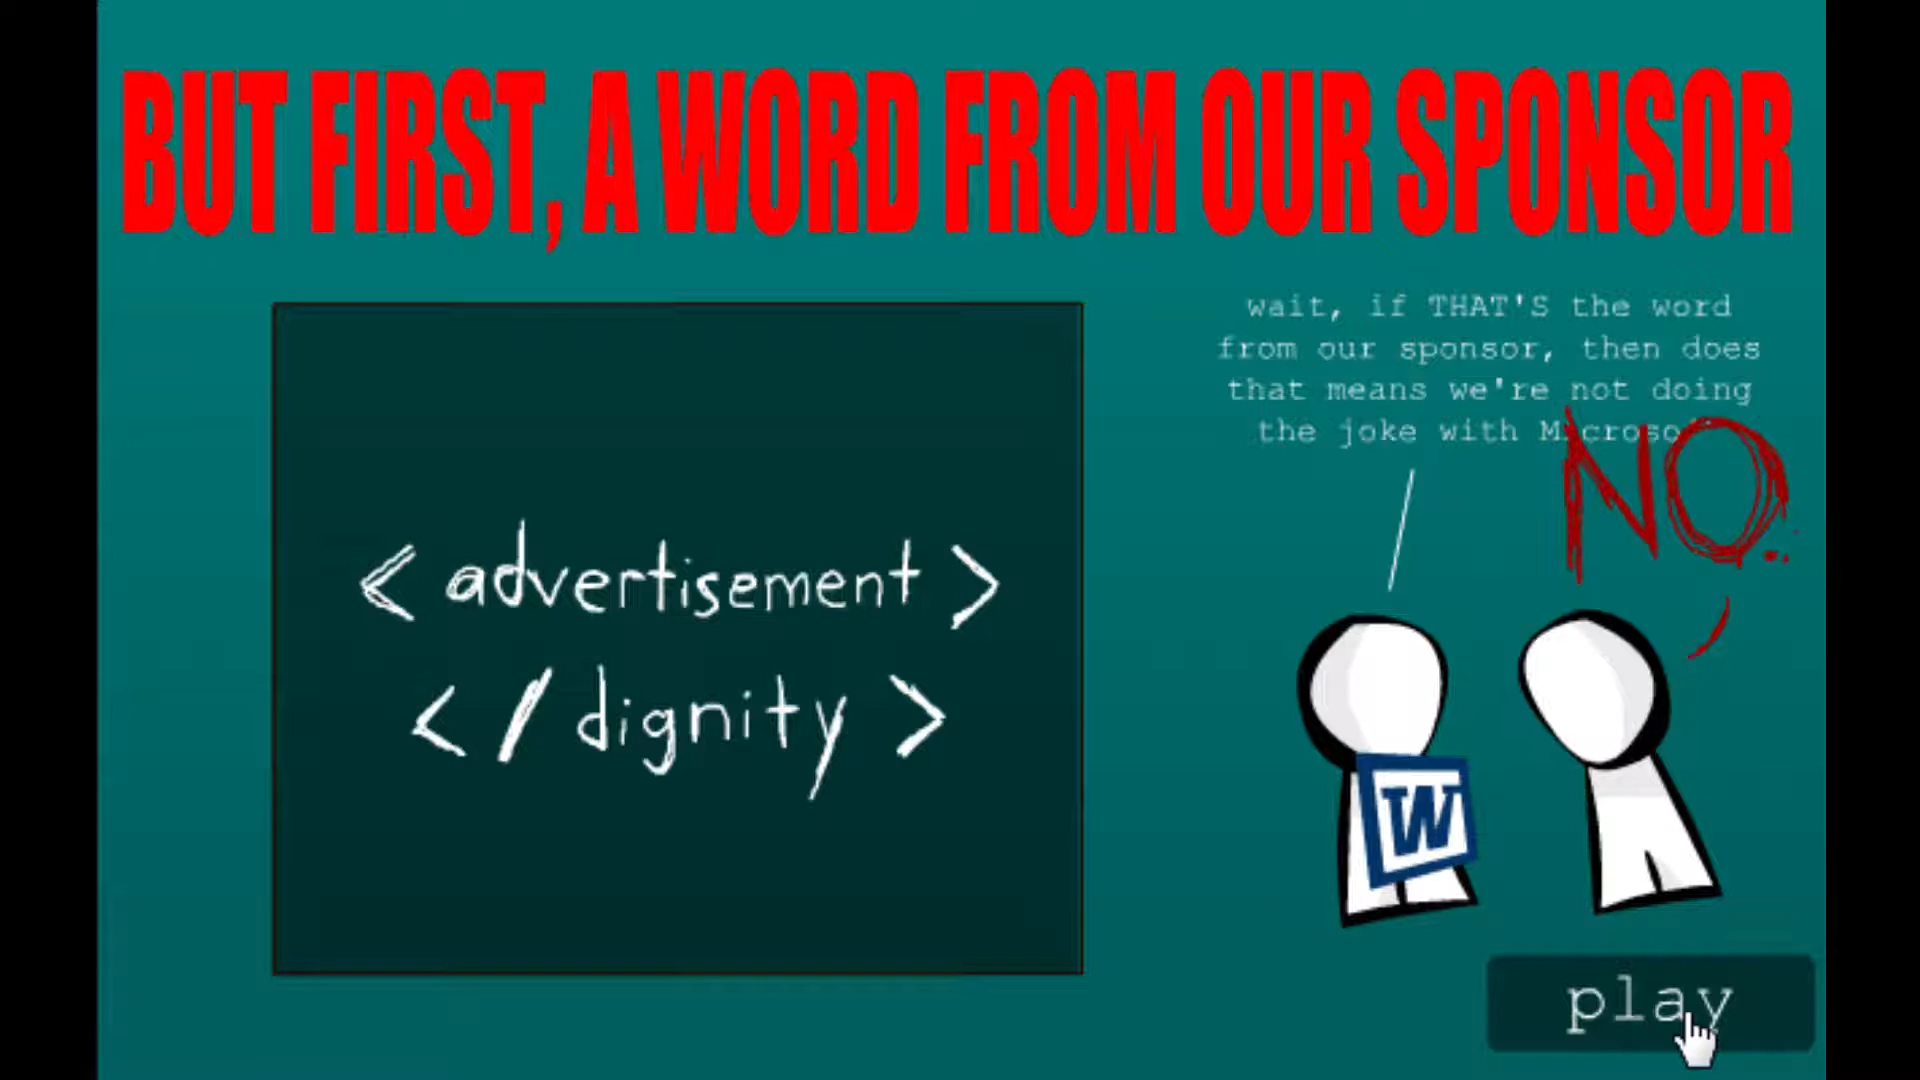 BUT FIRST, A WORD FROM OUR SPONSOR
wait, if THAT'S the word
from our sponsor, then does
that means we're not doing
the joke with Microso
NO.
< advertisement >
</ dignity >
W
play